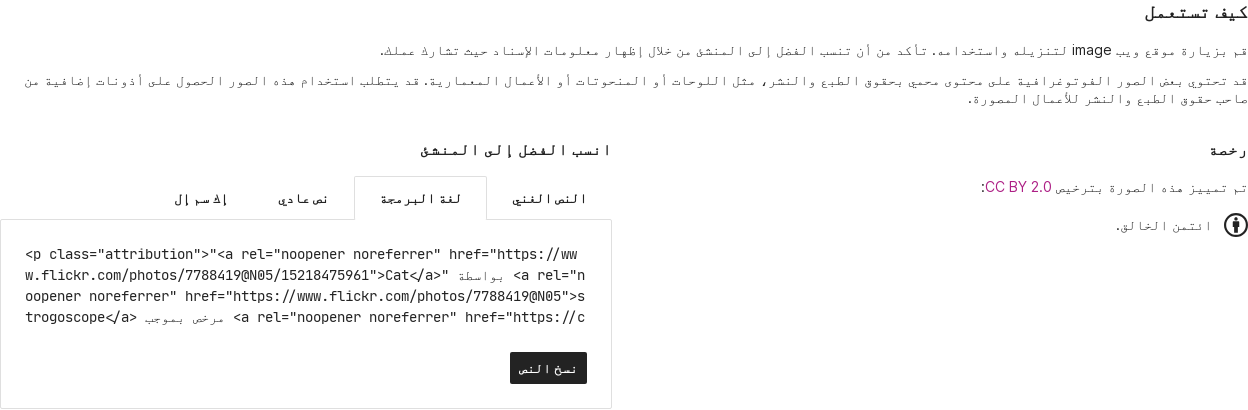 كيف تستعمل
قم بزيارة موقع ويب image لتنزيله واستخدامه. تأكد من أن تنسب الفضل إلى المنشئ من خلال إظهار معلومات الإسناد حيث تشارك عملك.
قد تحتوي بعض الصور الفوتوغرافية على محتوى محمي بحقوق الطبع والنشر، مثل اللوحات أو المنحوتات أو الأعمال المعمارية. قد يتطلب استخدام هذه الصور الحصول على أذونات إضافية من
صاحب حقوق الطبع والنشر للأعمال المصورة.
رخصة
تم تمييز هذه الصورة بترخيص CC BY 2.0:
ائتمن الخالق.
انسب الفضل إلى المنشئ
النص الغني
لغة البرمجة
نص عادي
إك سم إل
<p class="attribution">"<a rel="noopener noreferrer" href="https://ww
w.flickr.com/photos/7788419@N05/15218475961">Cat</a>" بواسطة <a rel="n
oopener noreferrer" href="https://www.flickr.com/photos/7788419@N05">s
trogoscope</a> مرخص بموجب <a rel="noopener noreferrer" href="https://c
نسخ النص